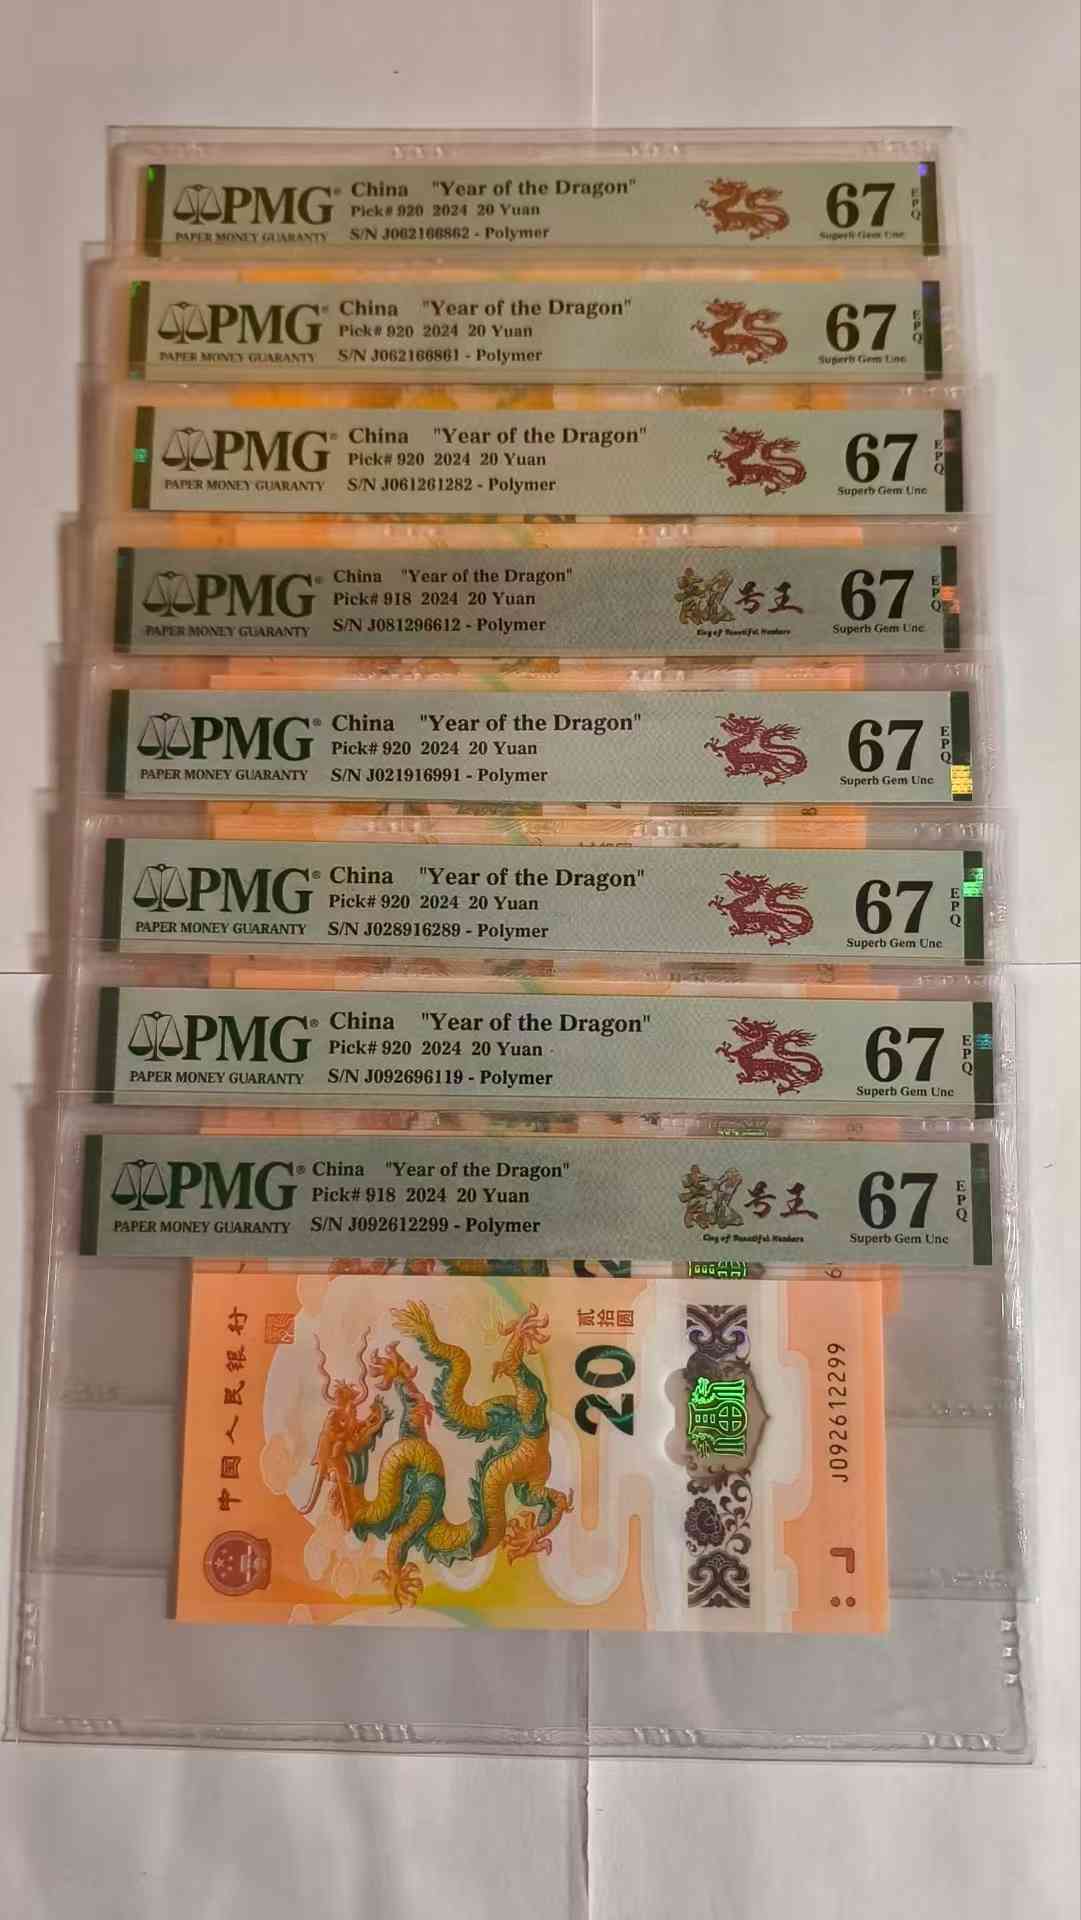 PMG® China "Year of the Dragon" 67 EPQ
Pick# 920 2024 20 Yuan
PAPER MONEY GUARANTY S/N J062166862 - Polymer Superb Gem Unc
PMG® China "Year of the Dragon" 67 EPQ
Pick# 920 2024 20 Yuan
PAPER MONEY GUARANTY S/N J062166861 - Polymer Superb Gem Unc
PMG® China "Year of the Dragon" 67 EPQ
Pick# 920 2024 20 Yuan
PAPER MONEY GUARANTY S/N J061261282 - Polymer Superb Gem Unc
PMG® China "Year of the Dragon" 龍号王 67 EPQ
Pick# 918 2024 20 Yuan
PAPER MONEY GUARANTY S/N J081296612 - Polymer King of Beautiful Numbers Superb Gem Unc
PMG® China "Year of the Dragon" 67 EPQ
Pick# 920 2024 20 Yuan
PAPER MONEY GUARANTY S/N J021916991 - Polymer Superb Gem Unc
PMG® China "Year of the Dragon" 67 EPQ
Pick# 920 2024 20 Yuan
PAPER MONEY GUARANTY S/N J028916289 - Polymer Superb Gem Unc
PMG® China "Year of the Dragon" 67 EPQ
Pick# 920 2024 20 Yuan
PAPER MONEY GUARANTY S/N J092696119 - Polymer Superb Gem Unc
PMG® China "Year of the Dragon" 龍号王 67 EPQ
Pick# 918 2024 20 Yuan
PAPER MONEY GUARANTY S/N J092612299 - Polymer King of Beautiful Numbers Superb Gem Unc
中國人民銀行
贰拾圆
20
J092612299